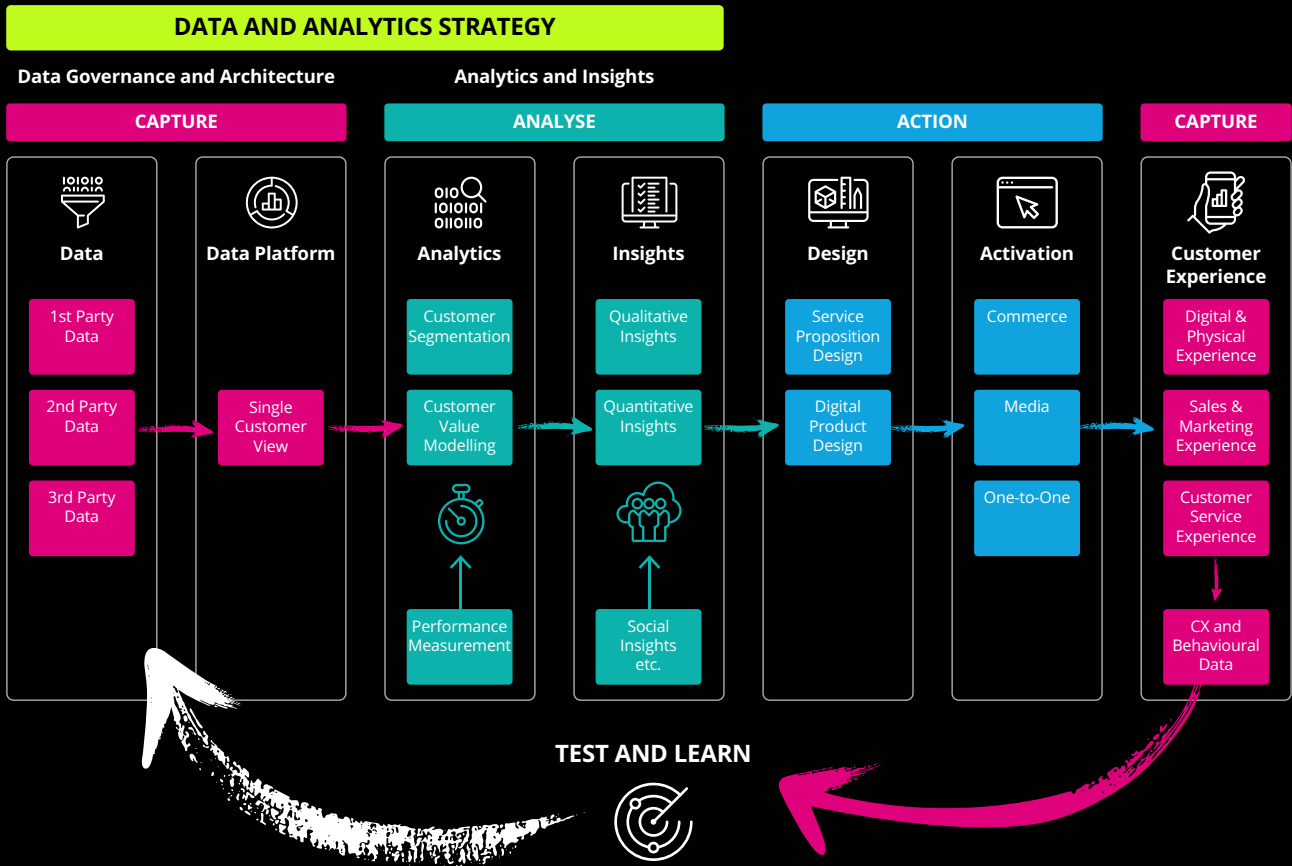 DATA AND ANALYTICS STRATEGY
Data Governance and Architecture
Analytics and Insights
CAPTURE
ANALYSE
ACTION
CAPTURE
1O1O1O
Data
1st Party
Data
2nd Party
Data
3rd Party
Data
Data Platform
Single
Customer
View
O1O
1O1O1O1
O11O11O
Analytics
Customer
Segmentation
Customer
Value
Modelling
Performance
Measurement
Insights
Qualitative
Insights
Quantitative
Insights
Social
Insights
etc.
Design
Service
Proposition
Design
Digital
Product
Design
Activation
Commerce
Media
One-to-One
Customer
Experience
Digital &
Physical
Experience
Sales &
Marketing
Experience
Customer
Service
Experience
CX and
Behavioural
Data
TEST AND LEARN